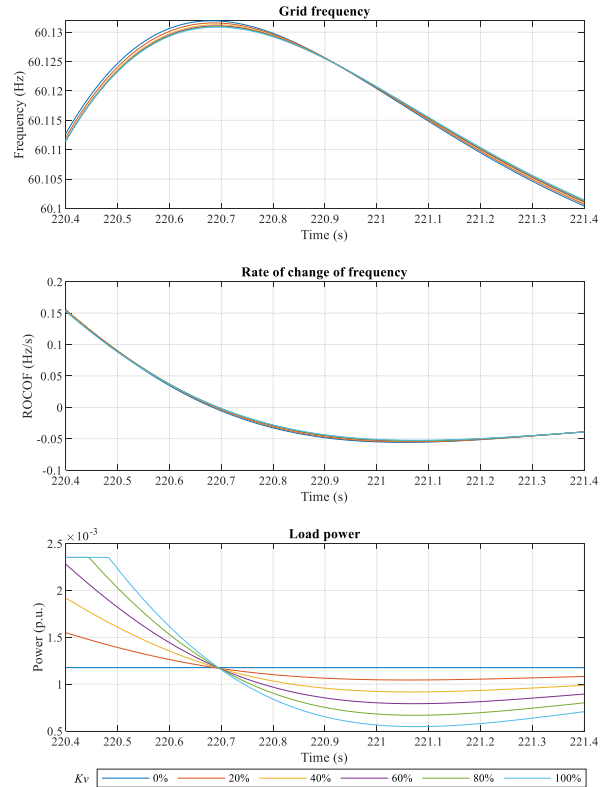 Grid frequency
60.13
60.125
60.12
60.115
60.11
60.105
60.1
Frequency (Hz)
220.4 220.5 220.6 220.7 220.8 220.9 221 221.1 221.2 221.3 221.4
Time (s)
Rate of change of frequency
0.2
0.15
0.1
0.05
0
-0.05
-0.1
ROCOF (Hz/s)
220.4 220.5 220.6 220.7 220.8 220.9 221 221.1 221.2 221.3 221.4
Time (s)
Load power
×10⁻³
2.5
2
1.5
1
0.5
Power (p.u.)
220.4 220.5 220.6 220.7 220.8 220.9 221 221.1 221.2 221.3 221.4
Time (s)
Kv 0% 20% 40% 60% 80% 100%